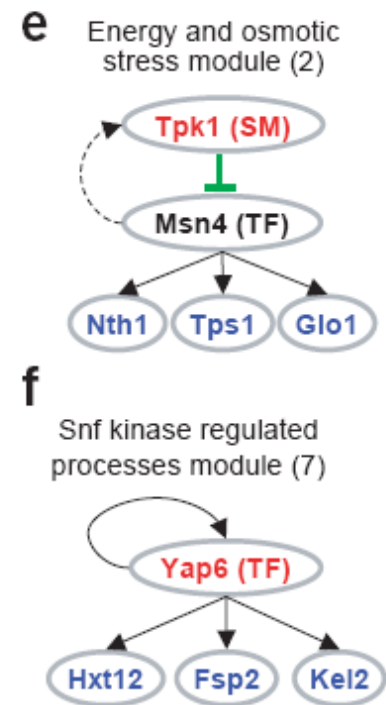 e
Energy and osmotic
stress module (2)
Tpk1 (SM)
Msn4 (TF)
Nth1 Tps1 Glo1
f
Snf kinase regulated
processes module (7)
Yap6 (TF)
Hxt12 Fsp2 Kel2